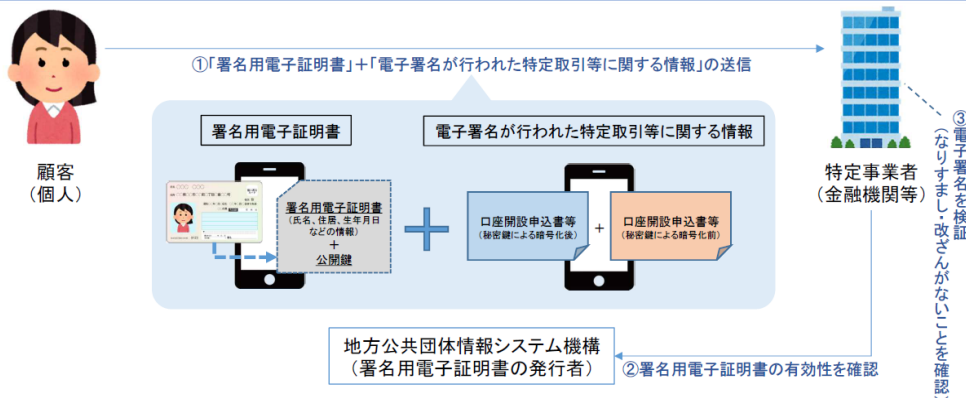 ①「署名用電子証明書」＋「電子署名が行われた特定取引等に関する情報」の送信
署名用電子証明書
電子署名が行われた特定取引等に関する情報
顧客
（個人）
署名用電子証明書
（氏名、住居、生年月日
などの情報）
＋
公開鍵
＋
口座開設申込書等
（秘密鍵による暗号化後）
＋
口座開設申込書等
（秘密鍵による暗号化前）
特定事業者
（金融機関等）
③電子署名を検証
（なりすまし・改ざんがないことを確認）
地方公共団体情報システム機構
（署名用電子証明書の発行者）
②署名用電子証明書の有効性を確認